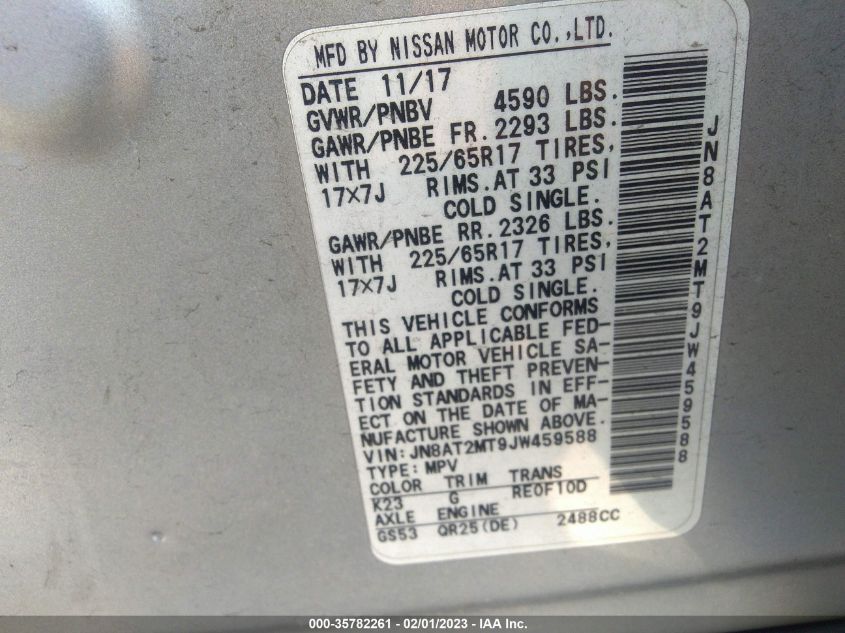 MFD BY NISSAN MOTOR CO.,LTD.
DATE 11/17
GVWR/PNBV 4590 LBS.
GAWR/PNBE FR. 2293 LBS.
WITH 225/65R17 TIRES,
17X7J RIMS.AT 33 PSI
COLD SINGLE.
GAWR/PNBE RR. 2326 LBS.
WITH 225/65R17 TIRES,
17X7J RIMS.AT 33 PSI
COLD SINGLE.
THIS VEHICLE CONFORMS
TO ALL APPLICABLE FED-
ERAL MOTOR VEHICLE SA-
FETY AND THEFT PREVEN-
TION STANDARDS IN EFF-
ECT ON THE DATE OF MA-
NUFACTURE SHOWN ABOVE.
VIN: JN8AT2MT9JW459588
TYPE: MPV
COLOR TRIM TRANS
K23 G RE0F10D
AXLE ENGINE
GS53 QR25(DE) 2488CC
JN8AT2MT9JW459588
000-35782261 - 02/01/2023 - IAA Inc.